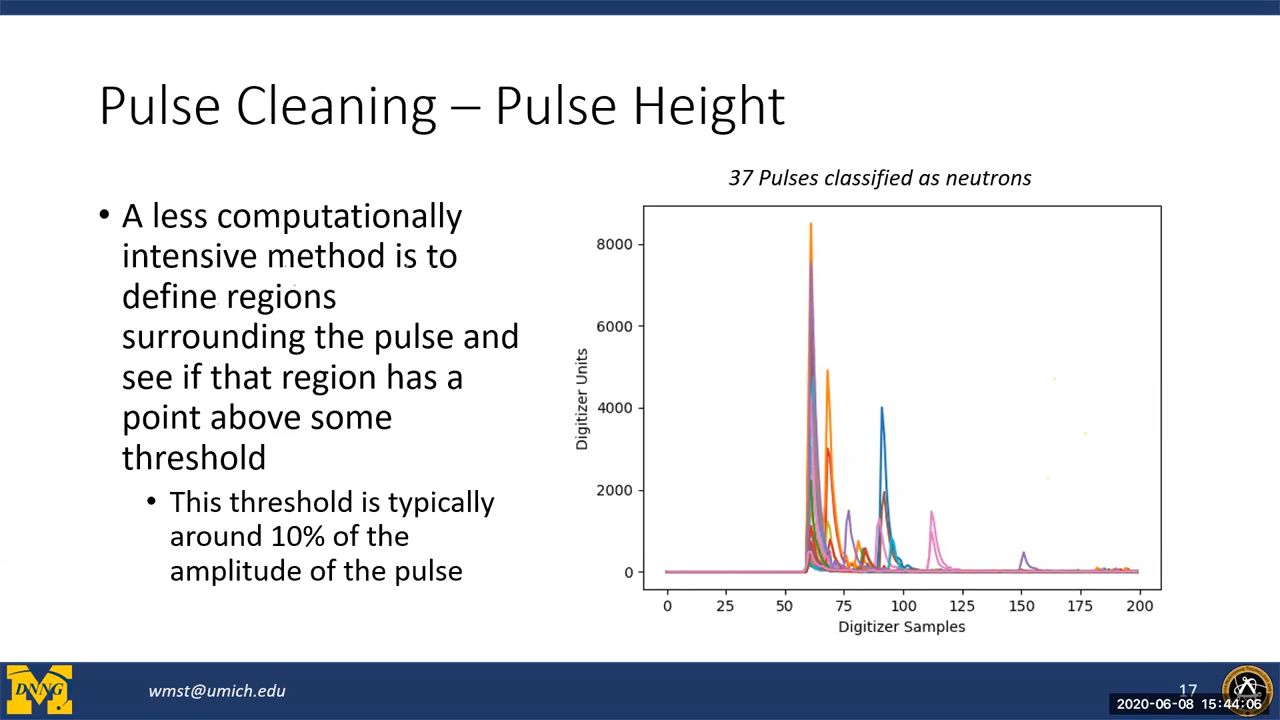 Pulse Cleaning – Pulse Height
37 Pulses classified as neutrons
• A less computationally
intensive method is to
define regions
surrounding the pulse and
see if that region has a
point above some
threshold
• This threshold is typically
around 10% of the
amplitude of the pulse
Digitizer Units
8000
6000
4000
2000
0
0 25 50 75 100 125 150 175 200
Digitizer Samples
DNNG
wmst@umich.edu
17
2020-06-08 15:44:06